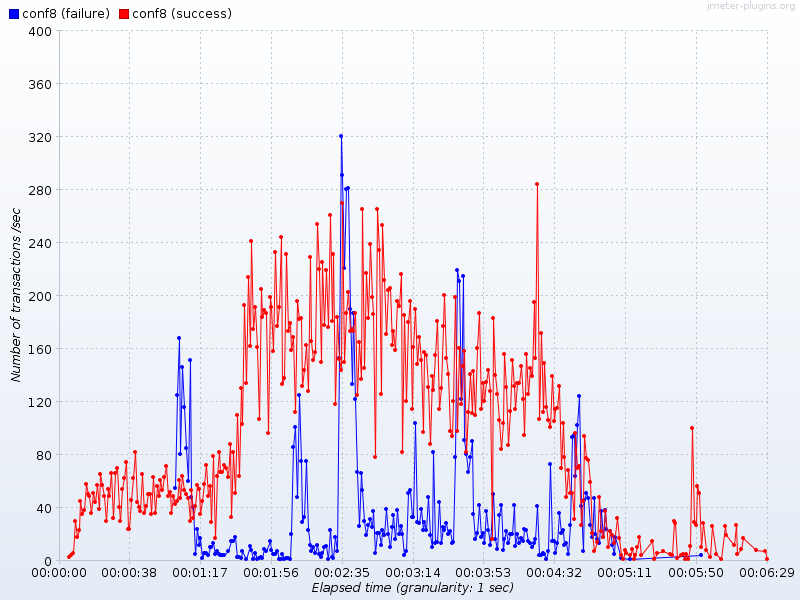 jmeter-plugins.org
conf8 (failure) conf8 (success)
400
360
320
280
240
200
160
120
80
40
0
Number of transactions /sec
00:00:00 00:00:38 00:01:17 00:01:56 00:02:35 00:03:14 00:03:53 00:04:32 00:05:11 00:05:50 00:06:29
Elapsed time (granularity: 1 sec)